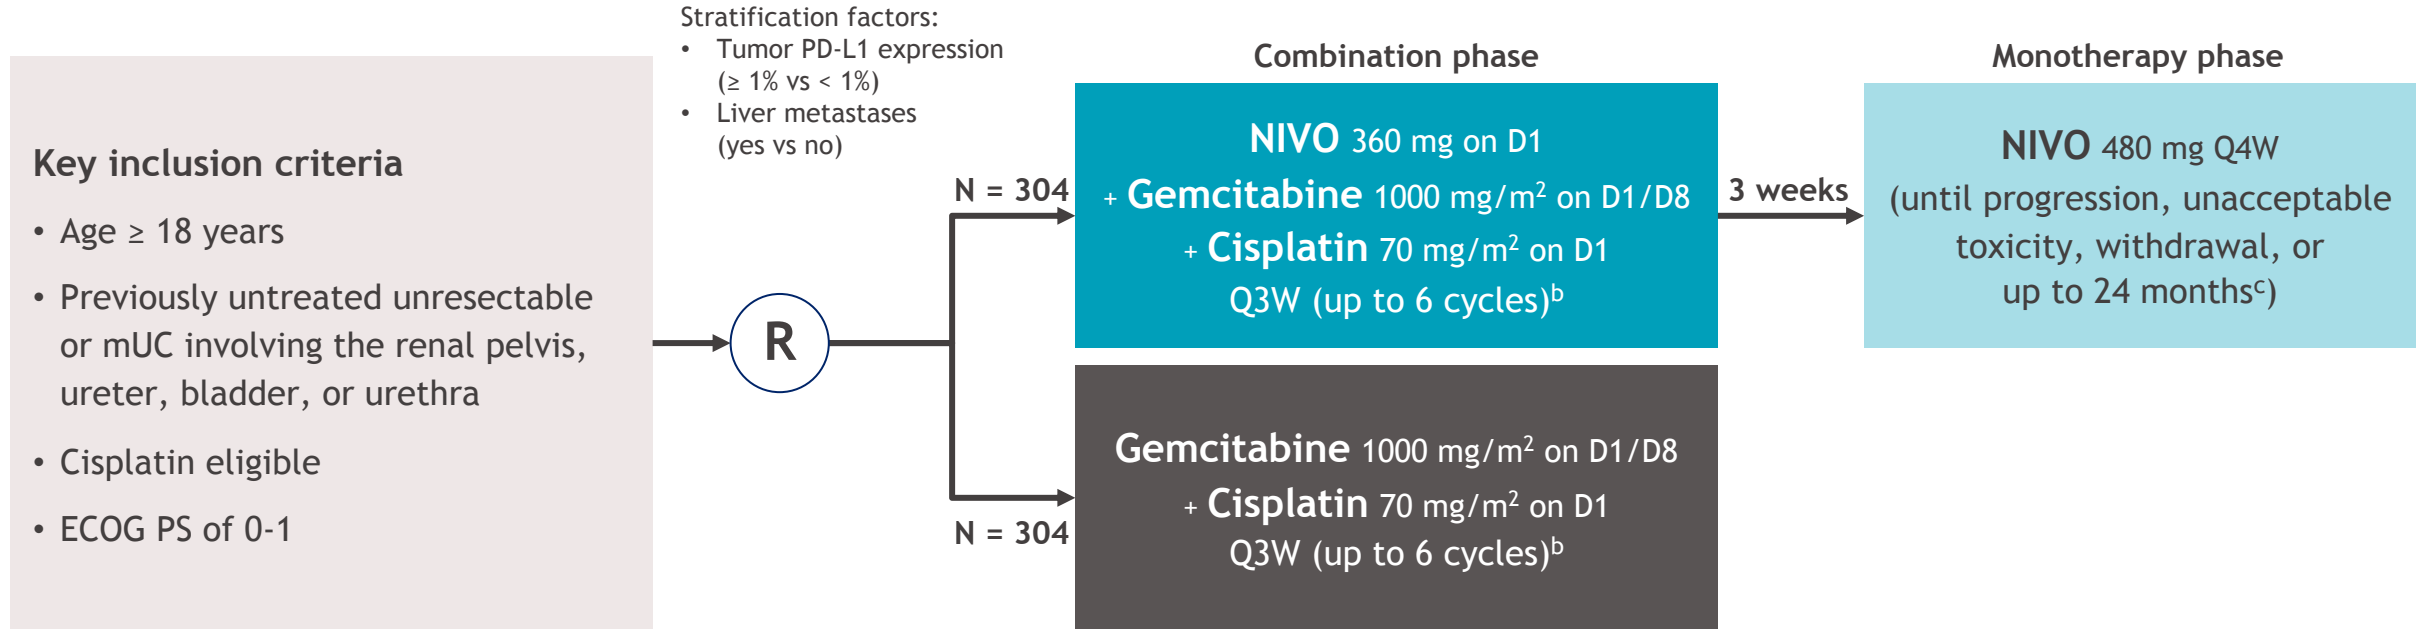 Stratification factors:
• Tumor PD-L1 expression
(≥ 1% vs < 1%)
• Liver metastases
(yes vs no)
Key inclusion criteria
• Age ≥ 18 years
• Previously untreated unresectable
or mUC involving the renal pelvis,
ureter, bladder, or urethra
• Cisplatin eligible
• ECOG PS of 0-1
R
N = 304
N = 304
Combination phase
NIVO 360 mg on D1
+ Gemcitabine 1000 mg/m² on D1/D8
+ Cisplatin 70 mg/m² on D1
Q3W (up to 6 cycles)ᵇ
Gemcitabine 1000 mg/m² on D1/D8
+ Cisplatin 70 mg/m² on D1
Q3W (up to 6 cycles)ᵇ
3 weeks
Monotherapy phase
NIVO 480 mg Q4W
(until progression, unacceptable
toxicity, withdrawal, or
up to 24 monthsᶜ)